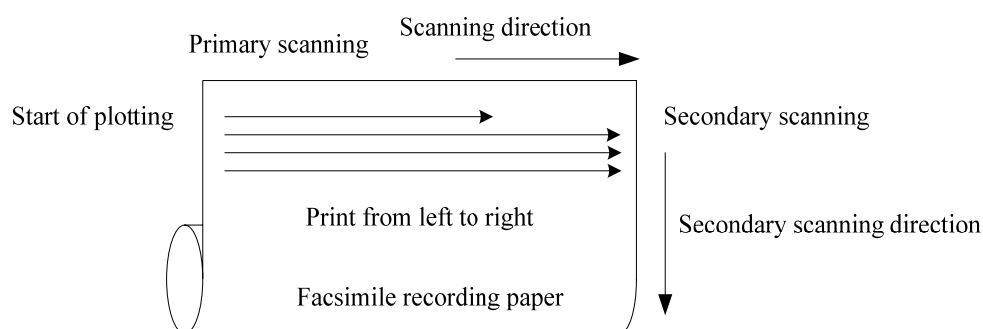 Scanning direction
Primary scanning
Start of plotting
Secondary scanning
Print from left to right
Secondary scanning direction
Facsimile recording paper